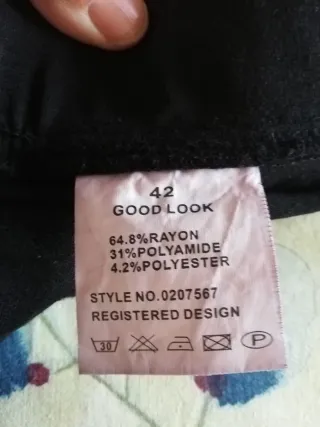 42
GOOD LOOK
64.8%RAYON
31%POLYAMIDE
4.2%POLYESTER
STYLE NO.0207567
REGISTERED DESIGN
30 P